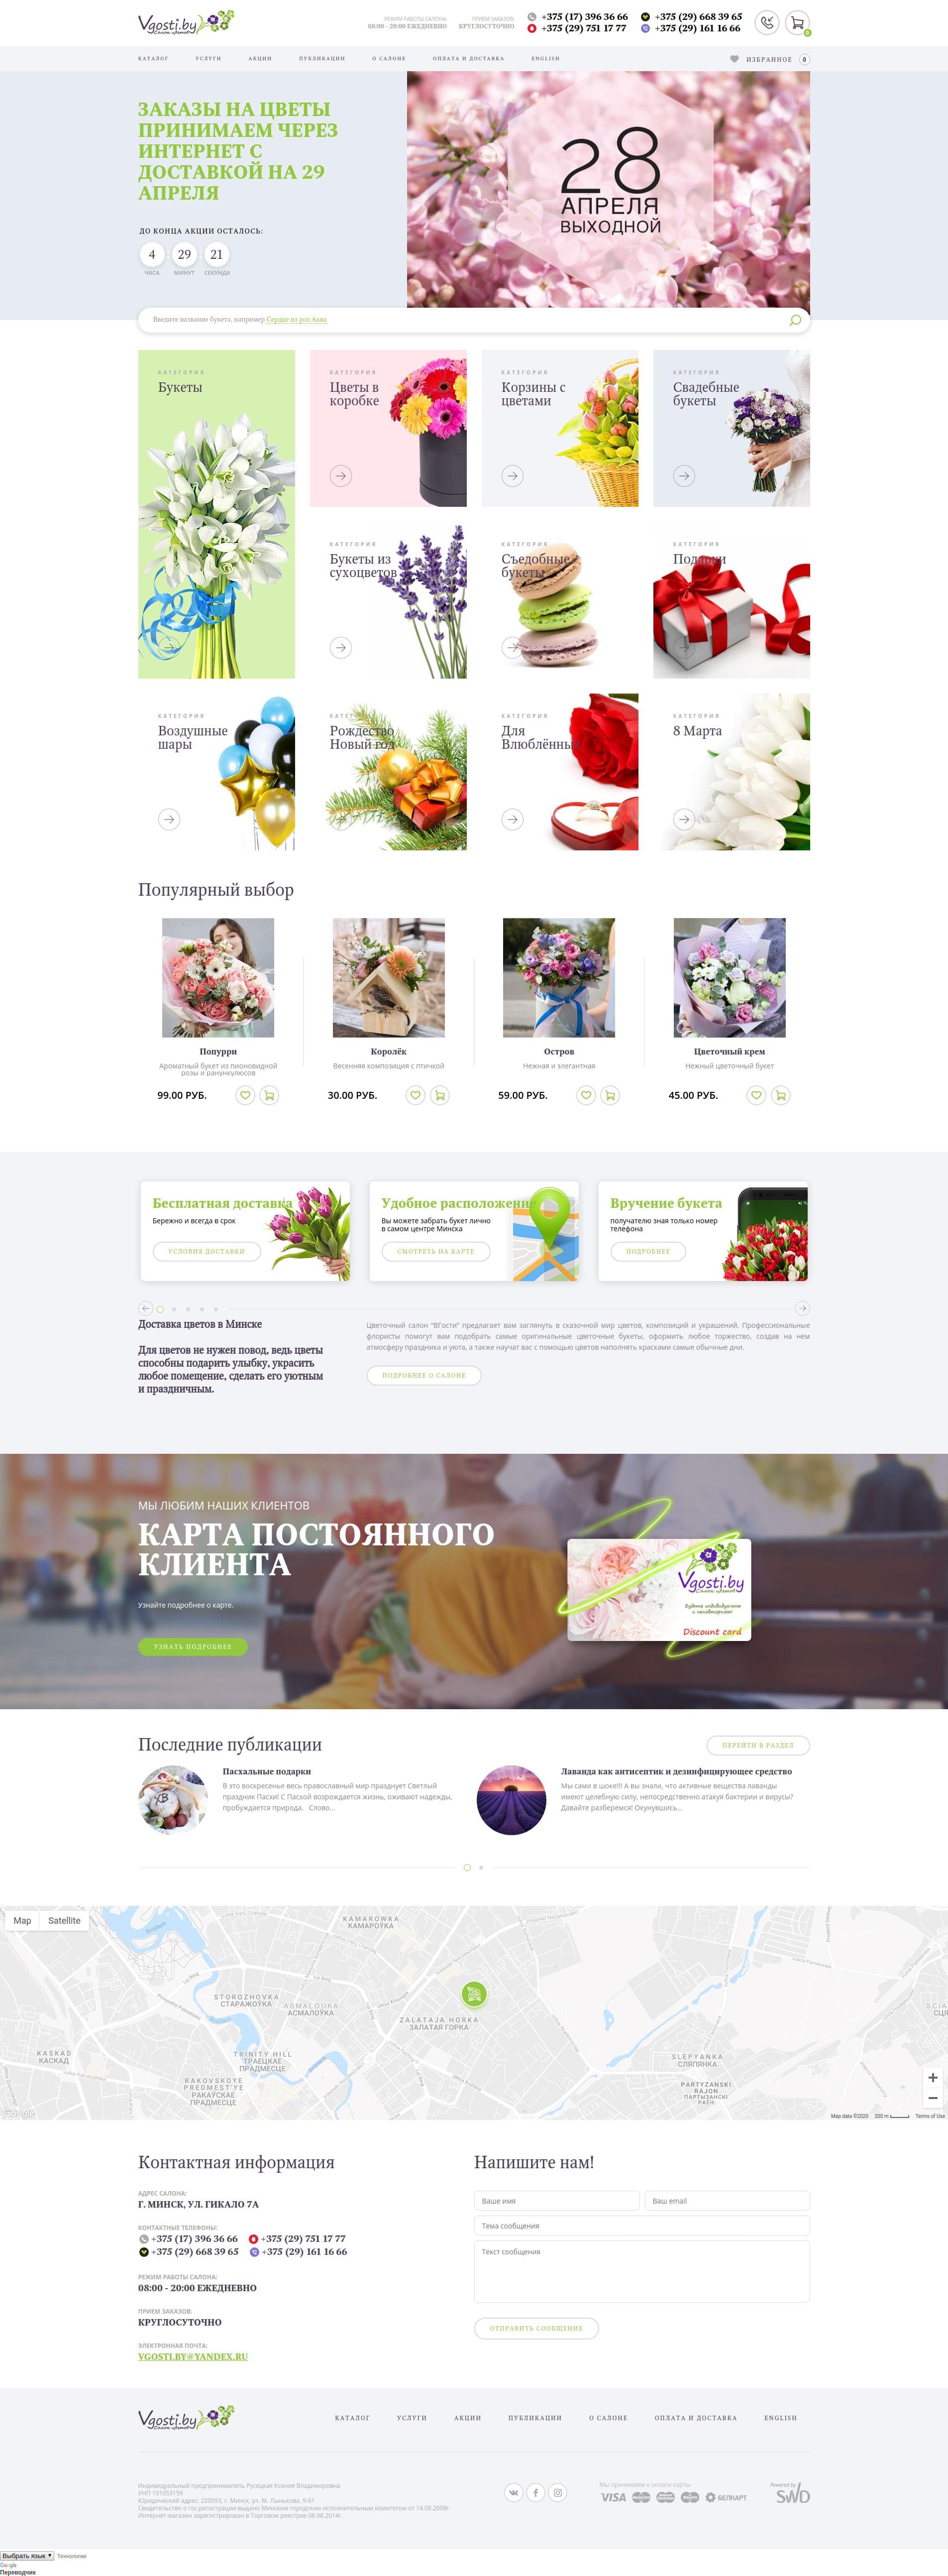 Vgosti.by
Салон цветов
РЕЖИМ РАБОТЫ САЛОНА:
08:00 - 20:00 ЕЖЕДНЕВНО
ПРИЕМ ЗАКАЗОВ:
КРУГЛОСУТОЧНО
+375 (17) 396 36 66
+375 (29) 751 17 77
+375 (29) 668 39 65
+375 (29) 161 16 66
0
КАТАЛОГ УСЛУГИ АКЦИИ ПУБЛИКАЦИИ О САЛОНЕ ОПЛАТА И ДОСТАВКА ENGLISH
ИЗБРАННОЕ 0
ЗАКАЗЫ НА ЦВЕТЫ
ПРИНИМАЕМ ЧЕРЕЗ
ИНТЕРНЕТ С
ДОСТАВКОЙ НА 29
АПРЕЛЯ
ДО КОНЦА АКЦИИ ОСТАЛОСЬ:
4 : 29 : 21
ЧАСА МИНУТ СЕКУНДА
28
АПРЕЛЯ
ВЫХОДНОЙ
Введите название букета, например Сердце из роз Аква
КАТЕГОРИЯ
Букеты
КАТЕГОРИЯ
Цветы в
коробке
КАТЕГОРИЯ
Корзины с
цветами
КАТЕГОРИЯ
Свадебные
букеты
КАТЕГОРИЯ
Букеты из
сухоцветов
КАТЕГОРИЯ
Съедобные
букеты
КАТЕГОРИЯ
Подарки
КАТЕГОРИЯ
Воздушные
шары
КАТЕГОРИЯ
Рождество
Новый год
КАТЕГОРИЯ
Для
Влюблённых
КАТЕГОРИЯ
8 Марта
Популярный выбор
Попурри
Ароматный букет из пионовидной
розы и ранункулюсов
99.00 РУБ.
Королёк
Весенняя композиция с птичкой
30.00 РУБ.
Остров
Нежная и элегантная
59.00 РУБ.
Цветочный крем
Нежный цветочный букет
45.00 РУБ.
Бесплатная доставка
Бережно и всегда в срок
УСЛОВИЯ ДОСТАВКИ
Удобное расположение
Вы можете забрать букет лично
в самом центре Минска
СМОТРЕТЬ НА КАРТЕ
Вручение букета
получателю зная только номер
телефона
ПОДРОБНЕЕ
Доставка цветов в Минске
Для цветов не нужен повод, ведь цветы
способны подарить улыбку, украсить
любое помещение, сделать его уютным
и праздничным.
Цветочный салон “ВГости” предлагает вам заглянуть в сказочной мир цветов, композиций и украшений. Профессиональные
флористы помогут вам подобрать самые оригинальные цветочные букеты, оформить любое торжество, создав на нем
атмосферу праздника и уюта, а также научат вас с помощью цветов наполнять красками самые обычные дни.
ПОДРОБНЕЕ О САЛОНЕ
МЫ ЛЮБИМ НАШИХ КЛИЕНТОВ
КАРТА ПОСТОЯННОГО
КЛИЕНТА
Узнайте подробнее о карте.
УЗНАТЬ ПОДРОБНЕЕ
Vgosti.by
Салон цветов
Будьте индивидуальны
и неповторимы!
Discount card
Последние публикации
ПЕРЕЙТИ В РАЗДЕЛ
Пасхальные подарки
В это воскресенье весь православный мир празднует Светлый
праздник Пасхи! С Пасхой возрождается жизнь, оживают надежды,
пробуждается природа. Слово...
Лаванда как антисептик и дезинфицирующее средство
Мы сами в шоке!!! А вы знали, что активные вещества лаванды
имеют целебную силу, непосредственно атакуя бактерии и вирусы?
Давайте разберемся! Окунувшись...
Map Satellite
KAMAROWKA
КАМАРОЎКА
STOROZHOVKA
СТАРАЖОЎКА
ASMALOUKA
АСМАЛОЎКА
ZALATAJA HORKA
ЗАЛАТАЯ ГОРКА
KASKAD
КАСКАД
TRINITY HILL
ТРАЕЦКАЕ
ПРАДМЕСЦЕ
RAKOVSKOYE
PREDMEST'YE
РАКАЎСКАЕ
ПРАДМЕСЦЕ
SLEPYANKA
СЛЯПЯНКА
PARTYZANSKI
RAJON
ПАРТЫЗАНСКІ
РАЁН
Google
Map data ©2020 200 m Terms of Use
Контактная информация
АДРЕС САЛОНА:
Г. МИНСК, УЛ. ГИКАЛО 7А
КОНТАКТНЫЕ ТЕЛЕФОНЫ:
+375 (17) 396 36 66 +375 (29) 751 17 77
+375 (29) 668 39 65 +375 (29) 161 16 66
РЕЖИМ РАБОТЫ САЛОНА:
08:00 - 20:00 ЕЖЕДНЕВНО
ПРИЕМ ЗАКАЗОВ:
КРУГЛОСУТОЧНО
ЭЛЕКТРОННАЯ ПОЧТА:
VGOSTI.BY@YANDEX.RU
Напишите нам!
Ваше имя
Ваш email
Тема сообщения
Текст сообщения
ОТПРАВИТЬ СООБЩЕНИЕ
Vgosti.by
Салон цветов
КАТАЛОГ УСЛУГИ АКЦИИ ПУБЛИКАЦИИ О САЛОНЕ ОПЛАТА И ДОСТАВКА ENGLISH
Индивидуальный предприниматель Русецкая Ксения Владимировна
УНП 191053159
Юридический адрес: 220093, г. Минск, ул. М. Лынькова, 9-61
Свидетельство о гос.регистрации выдано Минским городским исполнительным комитетом от 14.08.2008г.
Интернет-магазин зарегистрирован в Торговом реестре 08.08.2014г.
Мы принимаем к оплате карты
VISA
БЕЛКАРТ
Powered by
SWD
Выбрать язык Технологии
Google
Переводчик